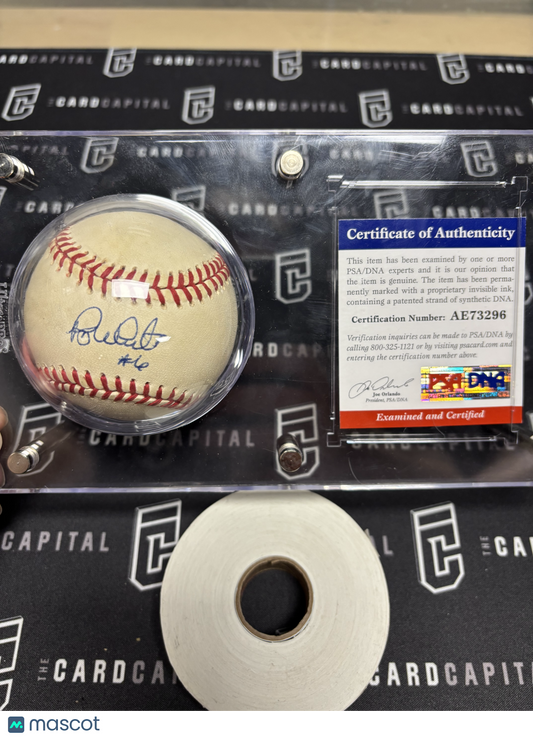 THE CARDCAPITAL
CARDCAPITAL
Certificate of Authenticity
This item has been examined by one or more
PSA/DNA experts and it is our opinion that
the item is genuine. The item has been perma-
nently marked with a proprietary invisible ink,
containing a patented strand of synthetic DNA.
Certification Number: AE73296
Verification inquiries can be made to PSA/DNA by
calling 800-325-1121 or by visiting psacard.com and
entering the certification number above.
Joe Orlando
President, PSA/DNA
PSA DNA
Examined and Certified
#6
CAPITAL
THE CA
THE CARDCAPITAL
CARDCAPITAL
mascot